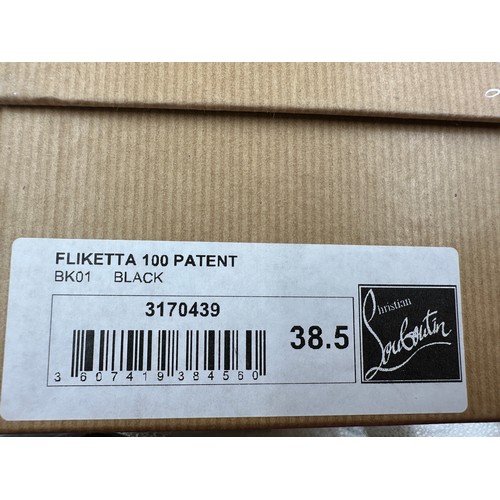 FLIKETTA 100 PATENT
BK01 BLACK
3170439
38.5
3 607419 384560
Christian
Louboutin